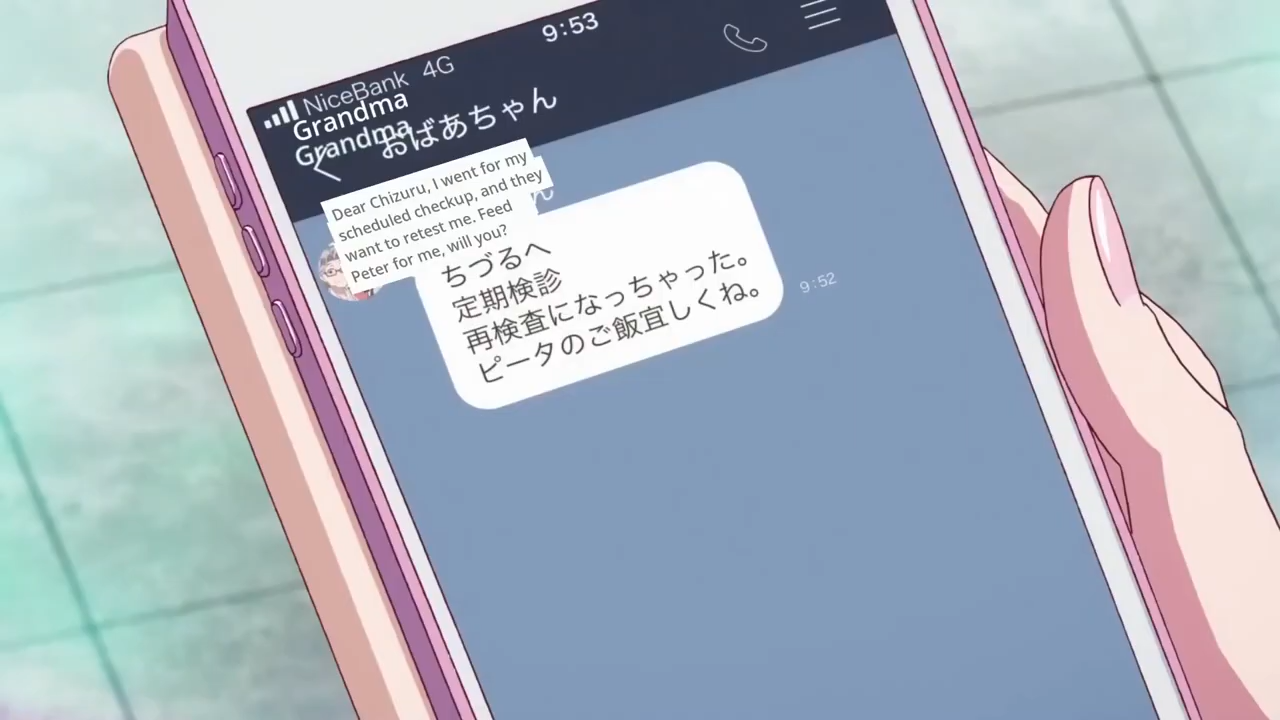 9:53
NiceBank 4G
Grandma
おばあちゃん
Grandma
Dear Chizuru, I went for my
scheduled checkup, and they
want to retest me. Feed
Peter for me, will you?
ん
ちづるへ
定期検診
再検査になっちゃった。
ピータのご飯宜しくね。
9:52